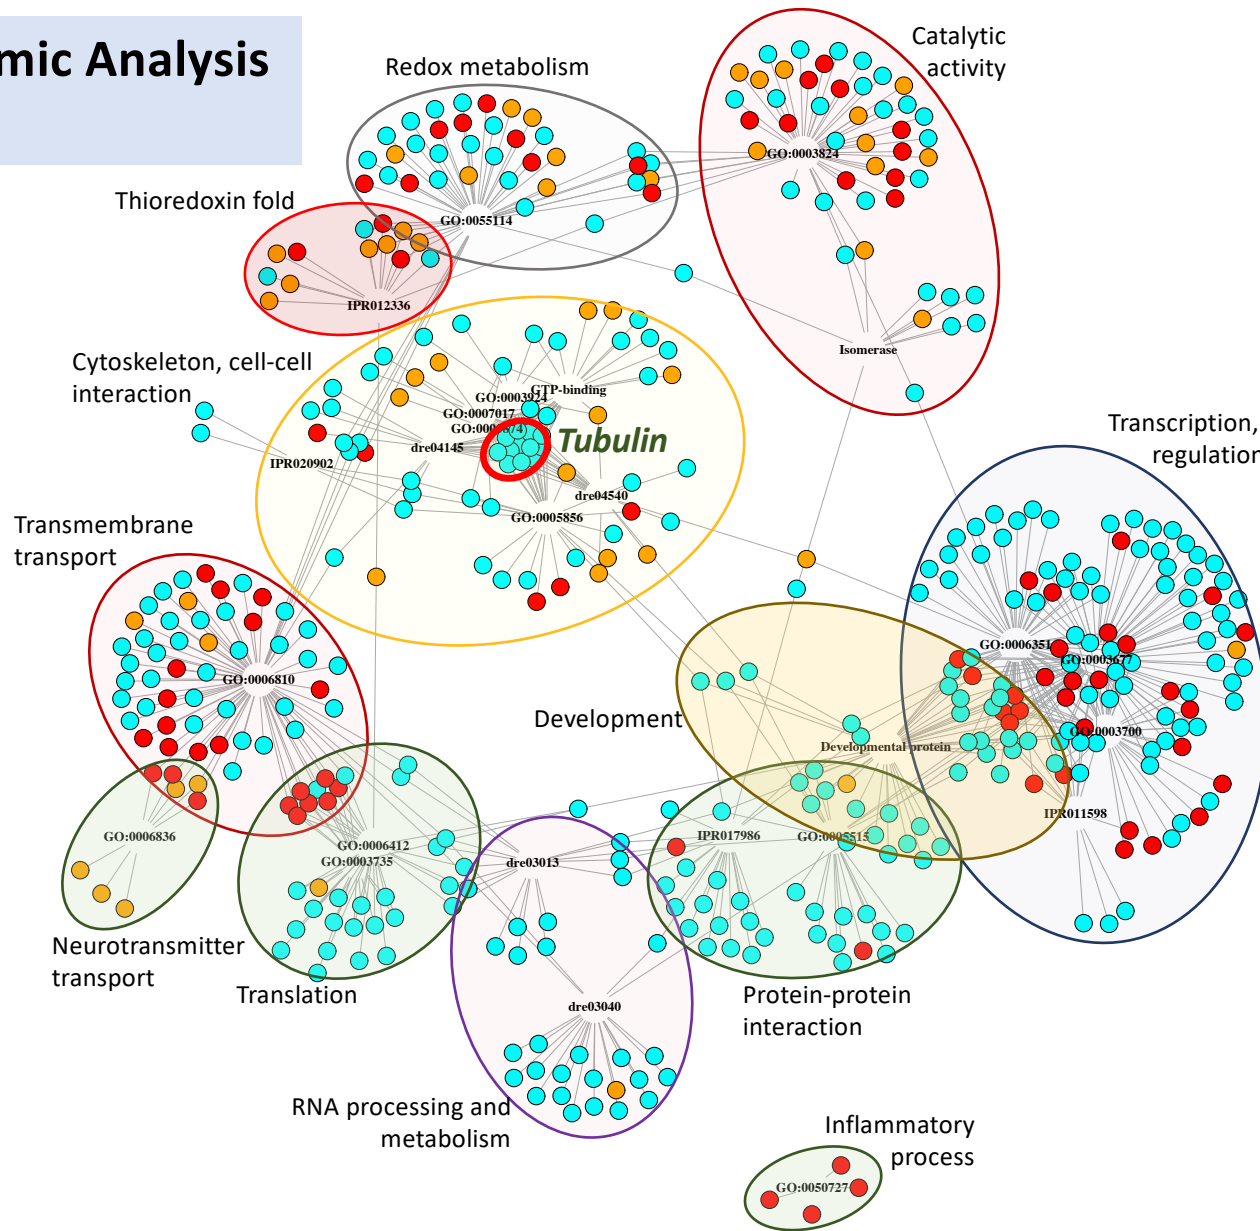 mic Analysis
Catalytic
activity
Redox metabolism
GO:0003824
Thioredoxin fold
GO:0055114
IPR012336
Isomerase
Cytoskeleton, cell-cell
interaction
GTP-binding
GO:0003924
GO:0007017
Tubulin
dre04145
IPR020902
dre04540
GO:0005856
Transcription,
regulation
Transmembrane
transport
GO:0006351
GO:0003677
GO:0006810
Development
GO:0003700
Developmental protein
IPR011598
GO:0006836
GO:0006412
GO:0003735
dre03013
IPR017986
GO:0005515
Neurotransmitter
transport
Translation
Protein-protein
interaction
dre03040
RNA processing and
metabolism
Inflammatory
process
GO:0050727